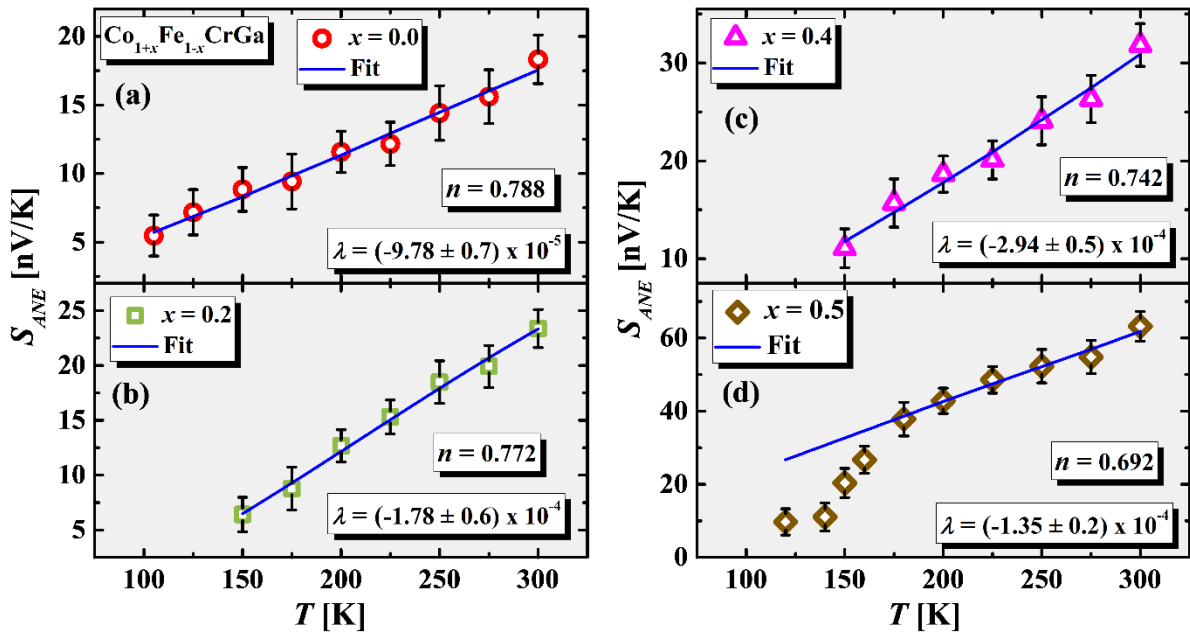 Co₁₊ₓFe₁₋ₓCrGa
x = 0.0
Fit
(a)
n = 0.788
λ = (-9.78 ± 0.7) x 10⁻⁵
20
15
10
5
x = 0.2
Fit
(b)
n = 0.772
λ = (-1.78 ± 0.6) x 10⁻⁴
25
20
15
10
5
100 150 200 250 300
T [K]
S_ANE [nV/K]
x = 0.4
Fit
(c)
n = 0.742
λ = (-2.94 ± 0.5) x 10⁻⁴
30
20
10
x = 0.5
Fit
(d)
n = 0.692
λ = (-1.35 ± 0.2) x 10⁻⁴
60
40
20
0
100 150 200 250 300
T [K]
S_ANE [nV/K]